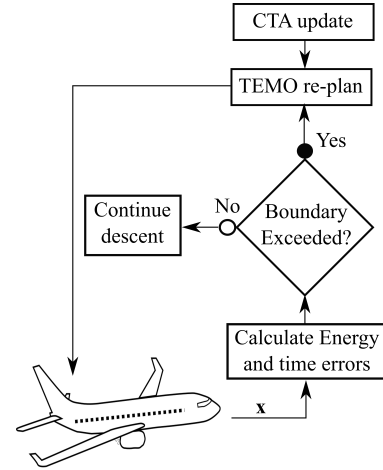 CTA update
TEMO re-plan
Yes
No
Continue
descent
Boundary
Exceeded?
Calculate Energy
and time errors
x